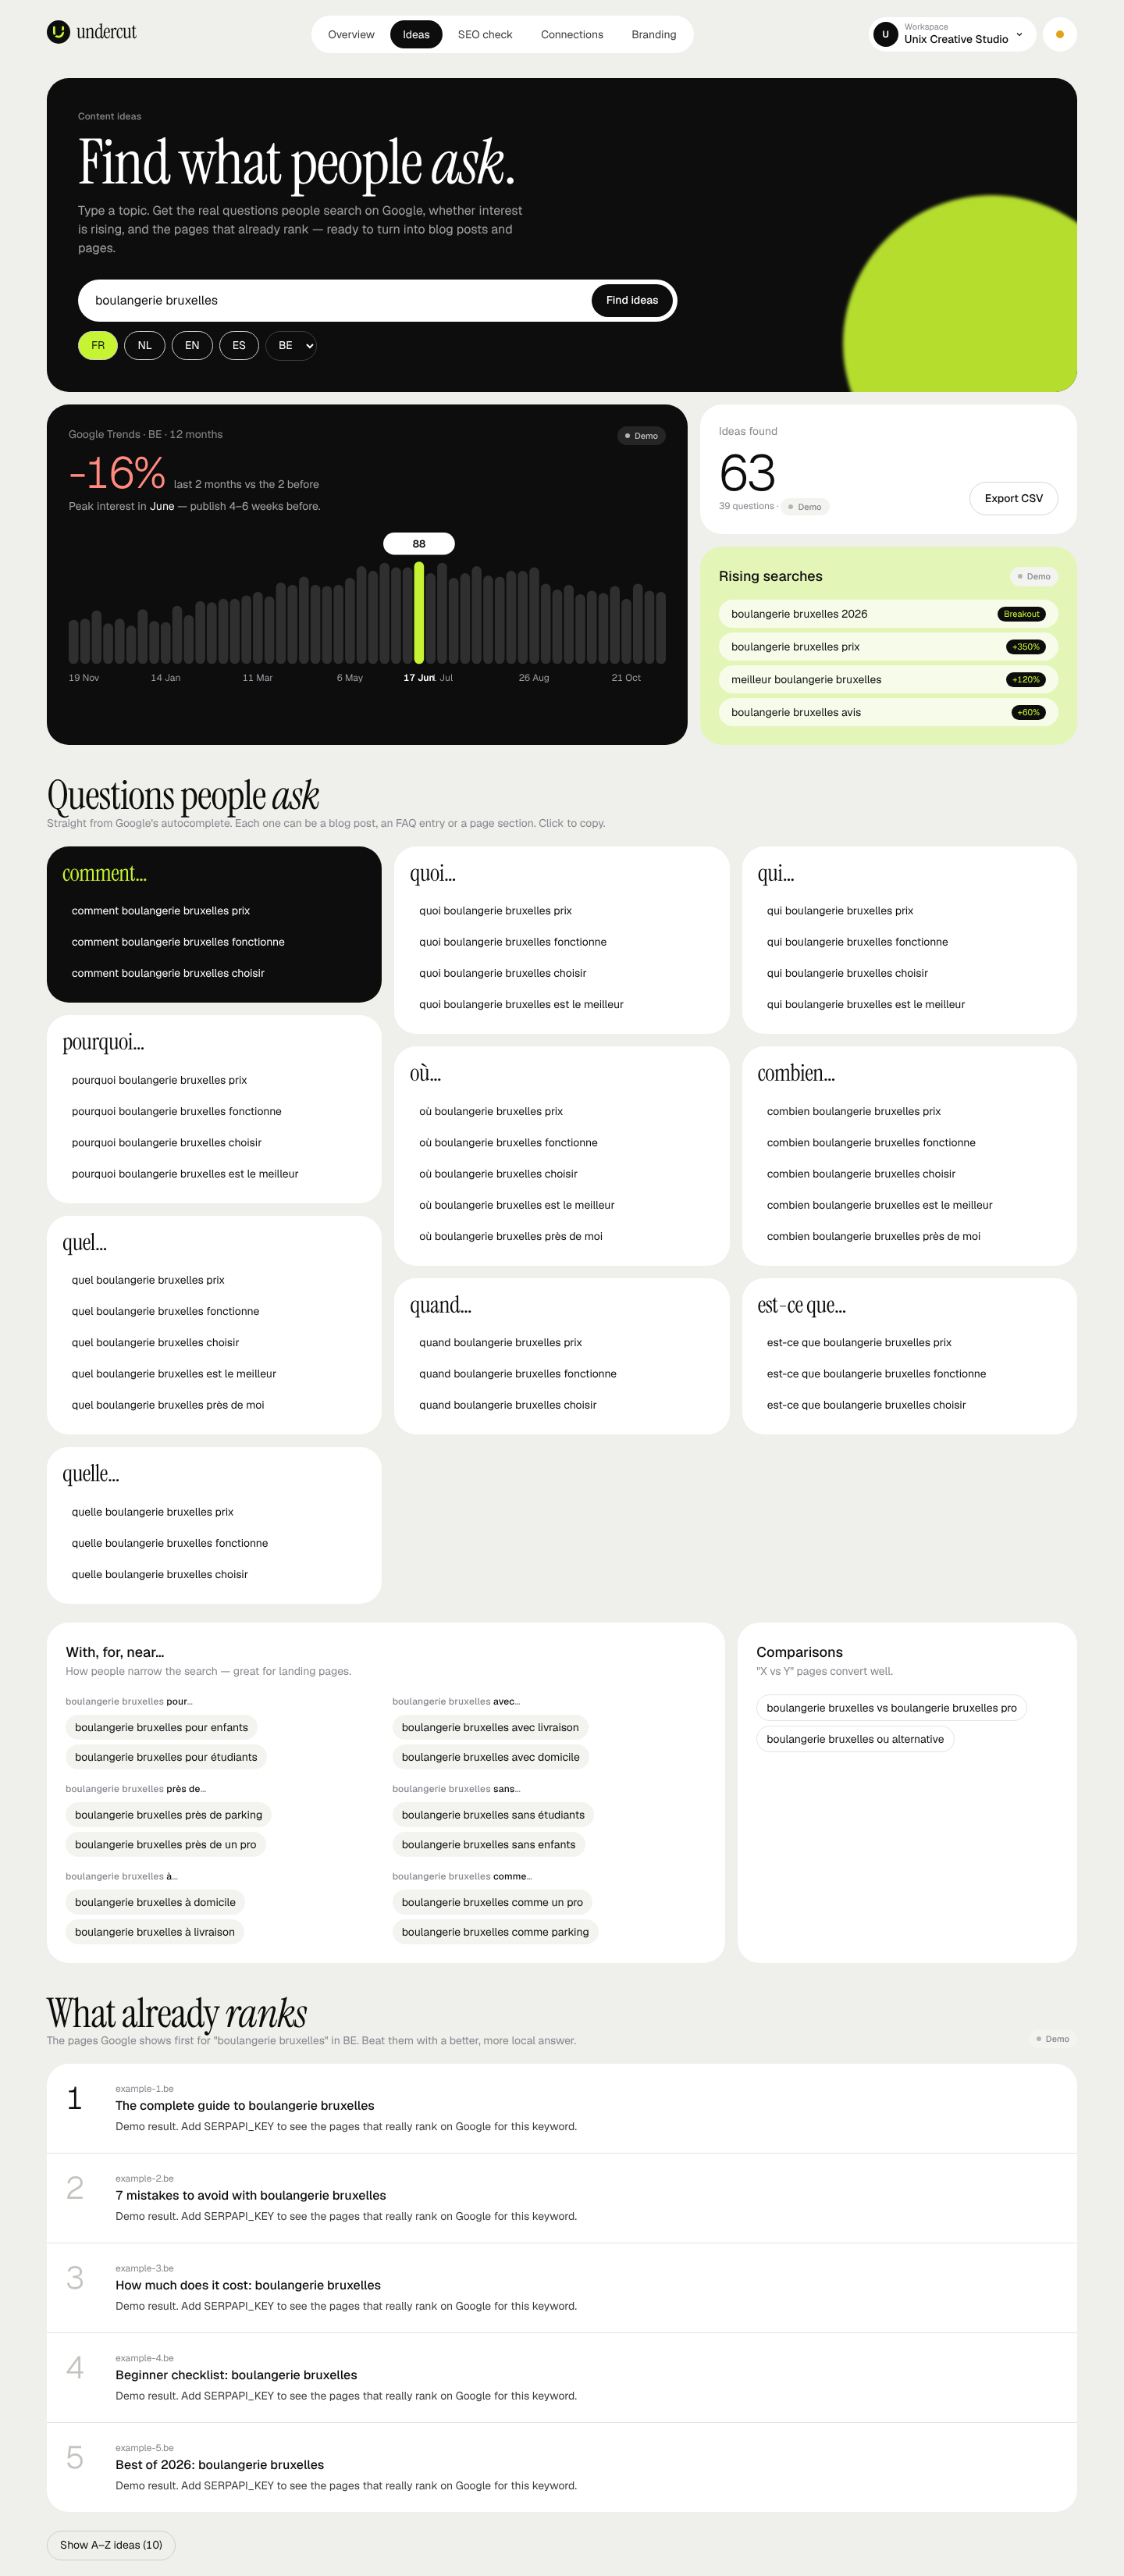 undercut
Overview
Ideas
SEO check
Connections
Branding
U
Workspace
Unix Creative Studio
Content ideas
Find what people ask.
Type a topic. Get the real questions people search on Google, whether interest
is rising, and the pages that already rank — ready to turn into blog posts and
pages.
boulangerie bruxelles
Find ideas
FR
NL
EN
ES
BE
Google Trends · BE · 12 months
Demo
-16% last 2 months vs the 2 before
Peak interest in June — publish 4–6 weeks before.
88
19 Nov
14 Jan
11 Mar
6 May
17 Jun
Jul
26 Aug
21 Oct
Ideas found
63
39 questions ·
Demo
Export CSV
Rising searches
Demo
boulangerie bruxelles 2026
Breakout
boulangerie bruxelles prix
+350%
meilleur boulangerie bruxelles
+120%
boulangerie bruxelles avis
+60%
Questions people ask
Straight from Google's autocomplete. Each one can be a blog post, an FAQ entry or a page section. Click to copy.
comment…
comment boulangerie bruxelles prix
comment boulangerie bruxelles fonctionne
comment boulangerie bruxelles choisir
pourquoi…
pourquoi boulangerie bruxelles prix
pourquoi boulangerie bruxelles fonctionne
pourquoi boulangerie bruxelles choisir
pourquoi boulangerie bruxelles est le meilleur
quel…
quel boulangerie bruxelles prix
quel boulangerie bruxelles fonctionne
quel boulangerie bruxelles choisir
quel boulangerie bruxelles est le meilleur
quel boulangerie bruxelles près de moi
quelle…
quelle boulangerie bruxelles prix
quelle boulangerie bruxelles fonctionne
quelle boulangerie bruxelles choisir
quoi…
quoi boulangerie bruxelles prix
quoi boulangerie bruxelles fonctionne
quoi boulangerie bruxelles choisir
quoi boulangerie bruxelles est le meilleur
où…
où boulangerie bruxelles prix
où boulangerie bruxelles fonctionne
où boulangerie bruxelles choisir
où boulangerie bruxelles est le meilleur
où boulangerie bruxelles près de moi
quand…
quand boulangerie bruxelles prix
quand boulangerie bruxelles fonctionne
quand boulangerie bruxelles choisir
qui…
qui boulangerie bruxelles prix
qui boulangerie bruxelles fonctionne
qui boulangerie bruxelles choisir
qui boulangerie bruxelles est le meilleur
combien…
combien boulangerie bruxelles prix
combien boulangerie bruxelles fonctionne
combien boulangerie bruxelles choisir
combien boulangerie bruxelles est le meilleur
combien boulangerie bruxelles près de moi
est-ce que…
est-ce que boulangerie bruxelles prix
est-ce que boulangerie bruxelles fonctionne
est-ce que boulangerie bruxelles choisir
With, for, near…
How people narrow the search — great for landing pages.
boulangerie bruxelles pour…
boulangerie bruxelles pour enfants
boulangerie bruxelles pour étudiants
boulangerie bruxelles avec…
boulangerie bruxelles avec livraison
boulangerie bruxelles avec domicile
boulangerie bruxelles près de…
boulangerie bruxelles près de parking
boulangerie bruxelles près de un pro
boulangerie bruxelles sans…
boulangerie bruxelles sans étudiants
boulangerie bruxelles sans enfants
boulangerie bruxelles à…
boulangerie bruxelles à domicile
boulangerie bruxelles à livraison
boulangerie bruxelles comme…
boulangerie bruxelles comme un pro
boulangerie bruxelles comme parking
Comparisons
"X vs Y" pages convert well.
boulangerie bruxelles vs boulangerie bruxelles pro
boulangerie bruxelles ou alternative
What already ranks
The pages Google shows first for "boulangerie bruxelles" in BE. Beat them with a better, more local answer.
Demo
1
example-1.be
The complete guide to boulangerie bruxelles
Demo result. Add SERPAPI_KEY to see the pages that really rank on Google for this keyword.
2
example-2.be
7 mistakes to avoid with boulangerie bruxelles
Demo result. Add SERPAPI_KEY to see the pages that really rank on Google for this keyword.
3
example-3.be
How much does it cost: boulangerie bruxelles
Demo result. Add SERPAPI_KEY to see the pages that really rank on Google for this keyword.
4
example-4.be
Beginner checklist: boulangerie bruxelles
Demo result. Add SERPAPI_KEY to see the pages that really rank on Google for this keyword.
5
example-5.be
Best of 2026: boulangerie bruxelles
Demo result. Add SERPAPI_KEY to see the pages that really rank on Google for this keyword.
Show A–Z ideas (10)